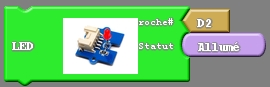 roche# D2
LED
Statut Allumé